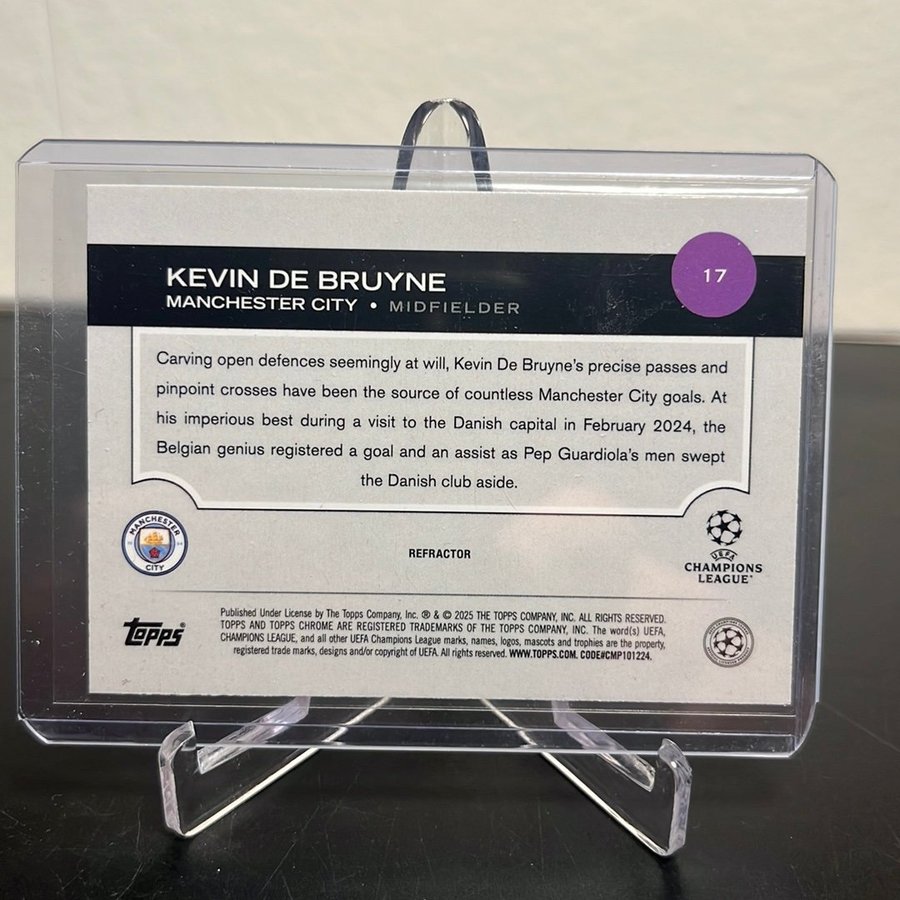 KEVIN DE BRUYNE
MANCHESTER CITY • MIDFIELDER
17
Carving open defences seemingly at will, Kevin De Bruyne's precise passes and
pinpoint crosses have been the source of countless Manchester City goals. At
his imperious best during a visit to the Danish capital in February 2024, the
Belgian genius registered a goal and an assist as Pep Guardiola's men swept
the Danish club aside.
MANCHESTER
CITY
REFRACTOR
UEFA
CHAMPIONS
LEAGUE®
Topps®
Published Under License by The Topps Company, Inc. ® & © 2025 THE TOPPS COMPANY, INC. ALL RIGHTS RESERVED.
TOPPS AND TOPPS CHROME ARE REGISTERED TRADEMARKS OF THE TOPPS COMPANY, INC. The word(s) UEFA,
CHAMPIONS LEAGUE, and all other UEFA Champions League marks, names, logos, mascots and trophies are the property,
registered trade marks, designs and/or copyright of UEFA. All rights reserved. WWW.TOPPS.COM. CODE#CMP101224.